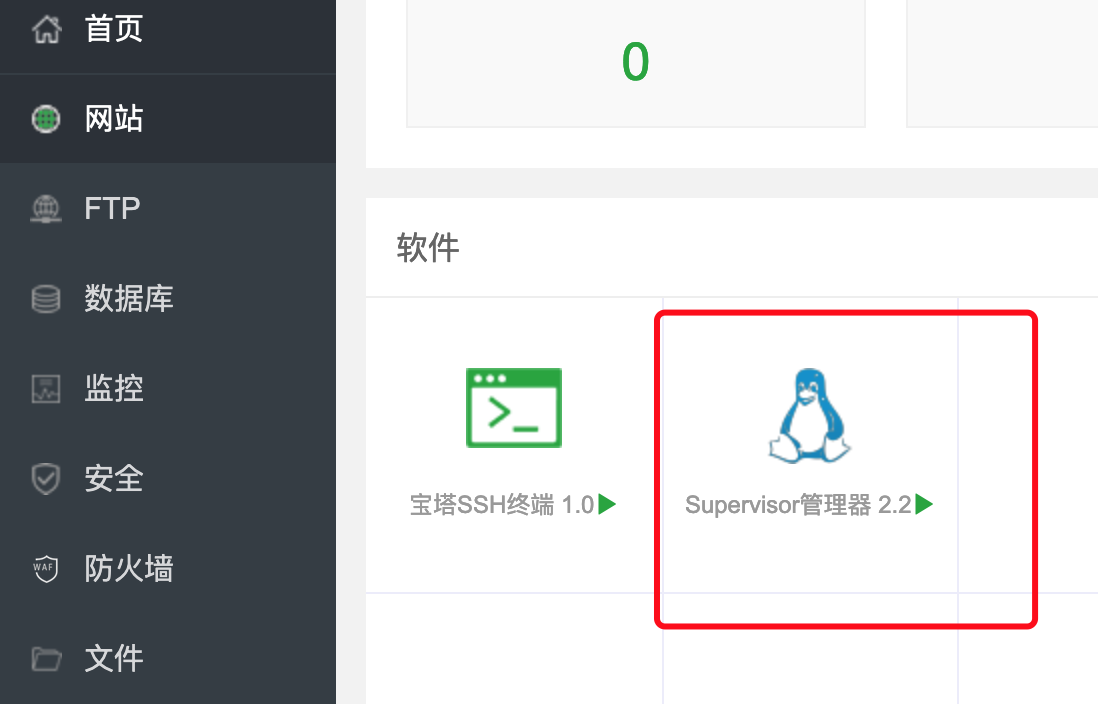 首页
网站
FTP
数据库
监控
安全
WAF
防火墙
文件
0
软件
宝塔SSH终端 1.0
Supervisor管理器 2.2